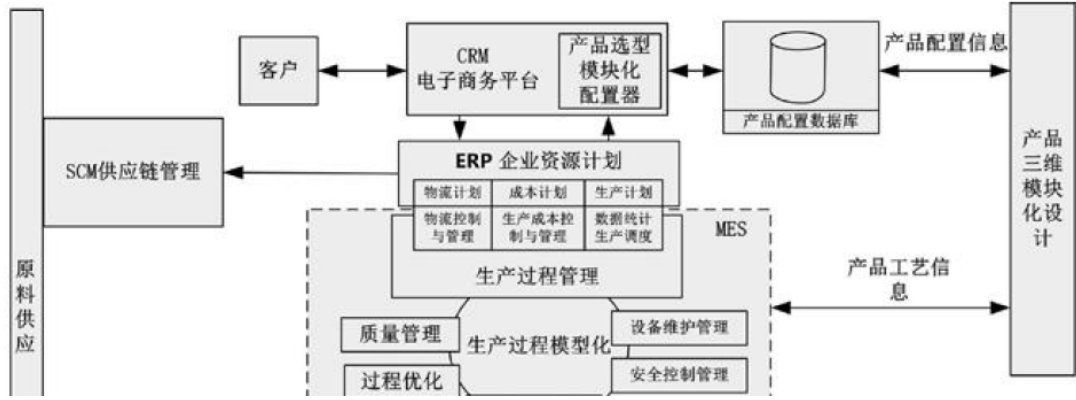 客户
CRM
电子商务平台
产品选型
模块化
配置器
产品配置数据库
产品配置信息
产品
三维
模块
化设
计
SCM供应链管理
ERP 企业资源计划
物流计划
成本计划
生产计划
物流控制
与管理
生产成本控
制与管理
数据统计
生产调度
MES
生产过程管理
产品工艺信
息
原
料
供
应
质量管理
生产过程模型化
设备维护管理
过程优化
安全控制管理